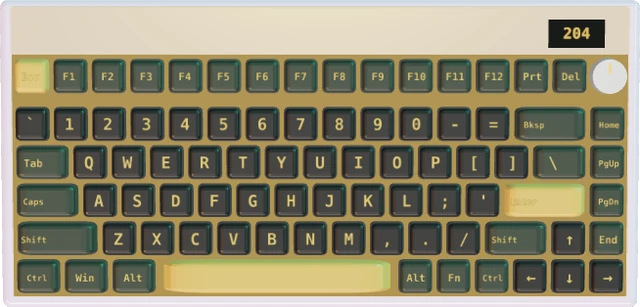 204
Esc F1 F2 F3 F4 F5 F6 F7 F8 F9 F10 F11 F12 Prt Del
` 1 2 3 4 5 6 7 8 9 0 - = Bksp Home
Tab Q W E R T Y U I O P [ ] \ PgUp
Caps A S D F G H J K L ; ' Enter PgDn
Shift Z X C V B N M , . / Shift ↑ End
Ctrl Win Alt Alt Fn Ctrl ← ↓ →